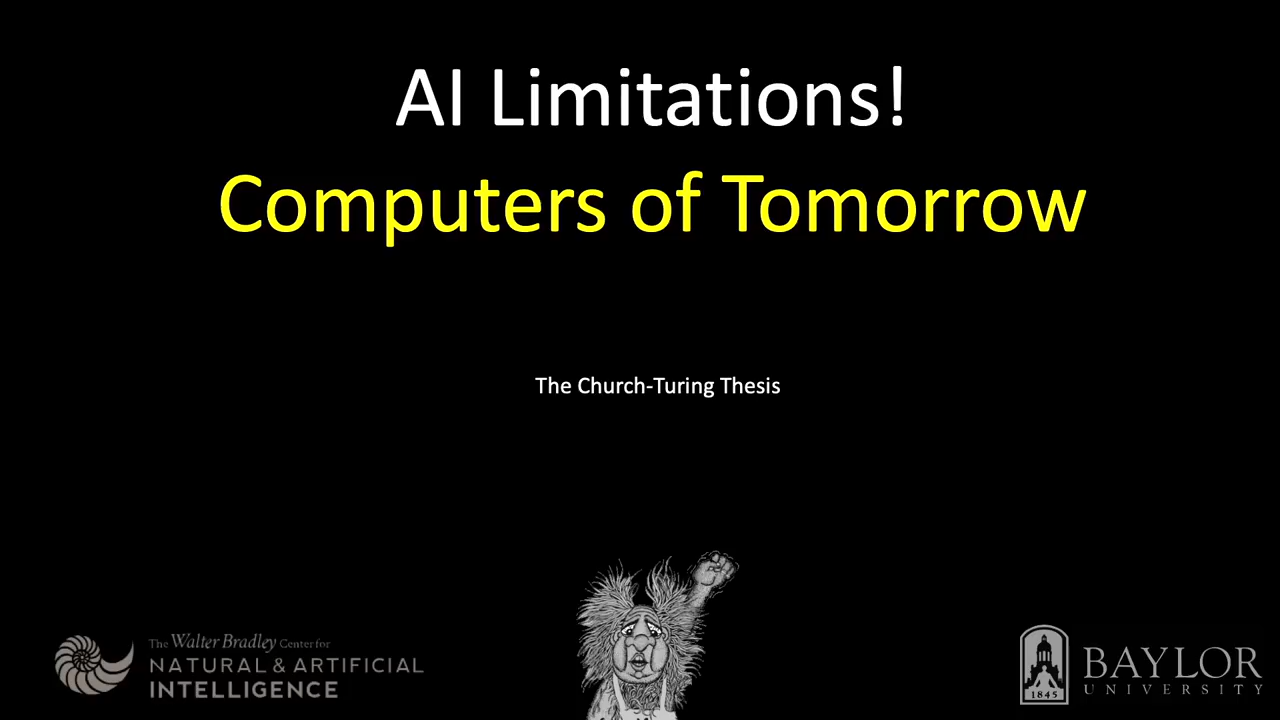 AI Limitations!
Computers of Tomorrow
The Church-Turing Thesis
The Walter Bradley Center for
NATURAL & ARTIFICIAL
INTELLIGENCE
1845
BAYLOR
UNIVERSITY